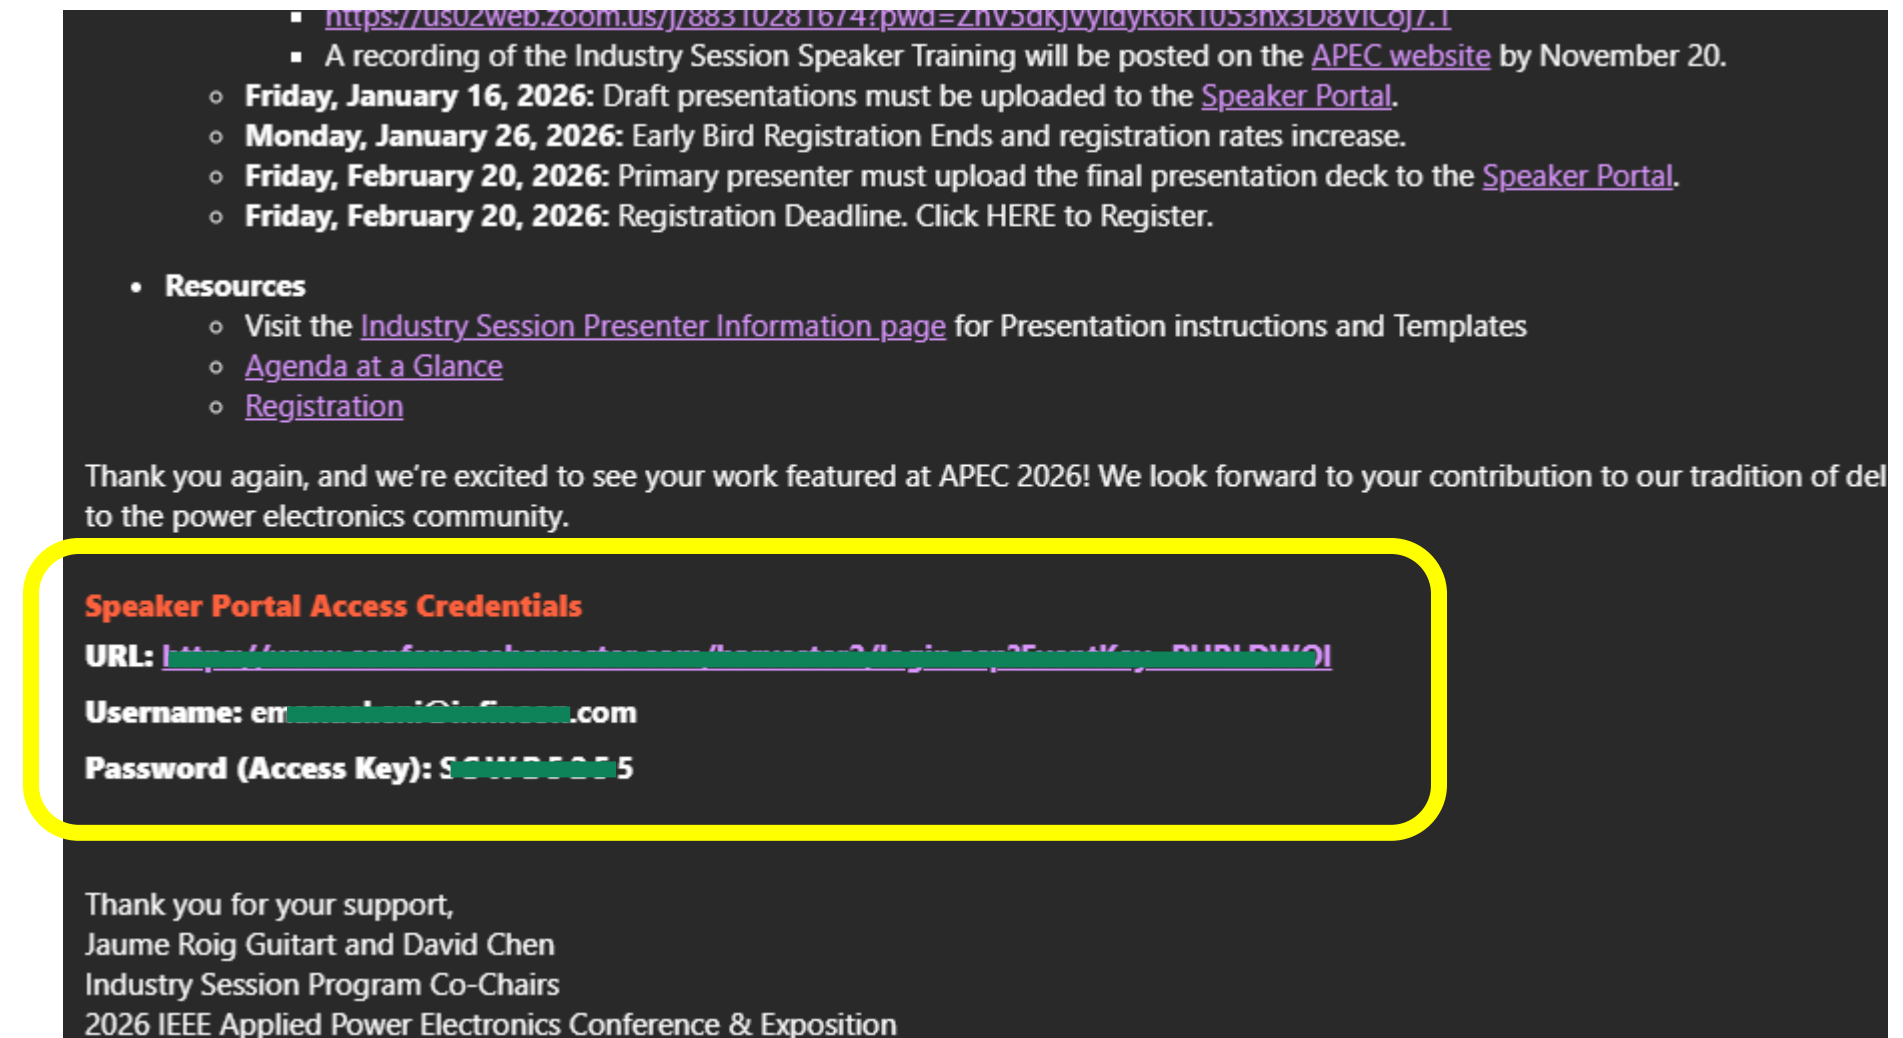 A recording of the Industry Session Speaker Training will be posted on the APEC website by November 20.
Friday, January 16, 2026: Draft presentations must be uploaded to the Speaker Portal.
Monday, January 26, 2026: Early Bird Registration Ends and registration rates increase.
Friday, February 20, 2026: Primary presenter must upload the final presentation deck to the Speaker Portal.
Friday, February 20, 2026: Registration Deadline. Click HERE to Register.
Resources
Visit the Industry Session Presenter Information page for Presentation instructions and Templates
Agenda at a Glance
Registration
Thank you again, and we're excited to see your work featured at APEC 2026! We look forward to your contribution to our tradition of del
to the power electronics community.
Speaker Portal Access Credentials
URL:
Username: em .com
Password (Access Key): 5
Thank you for your support,
Jaume Roig Guitart and David Chen
Industry Session Program Co-Chairs
2026 IEEE Applied Power Electronics Conference & Exposition